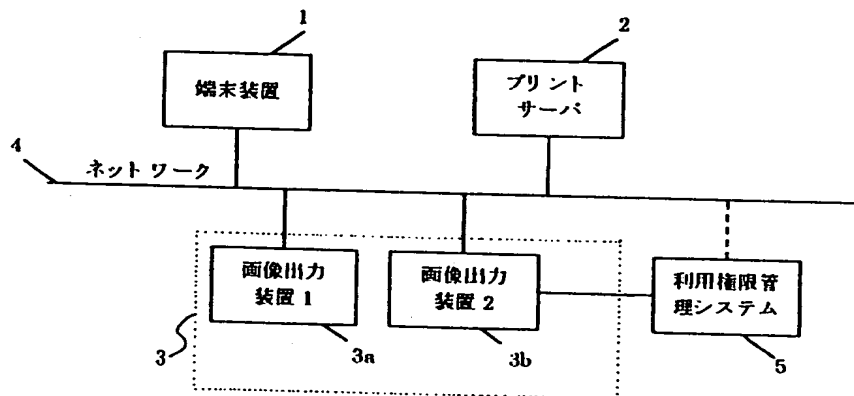 1
2
端末装置
プリント
サーバ
4
ネットワーク
画像出力
装置1
画像出力
装置2
利用権限管
理システム
3
3a
3b
5